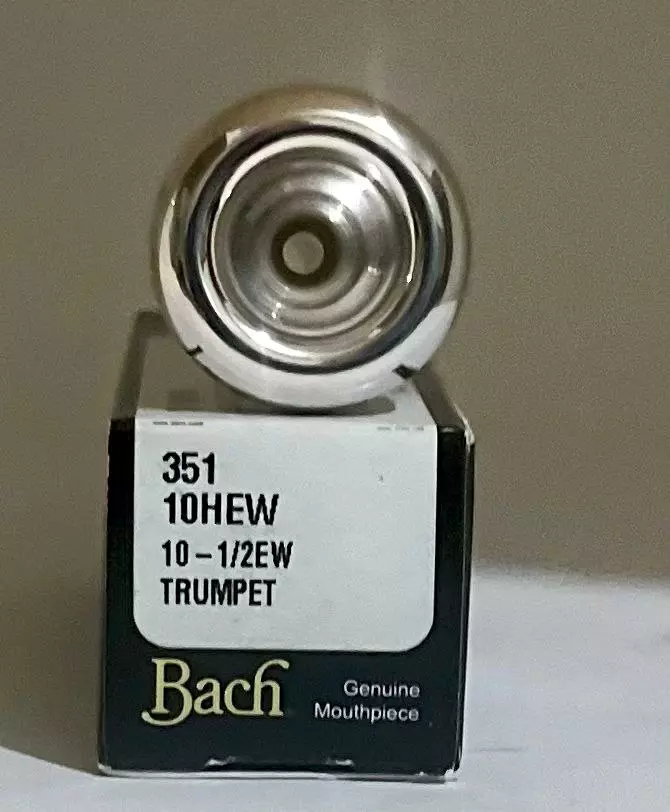 351
10HEW
10-1/2EW
TRUMPET
Bach
Genuine
Mouthpiece